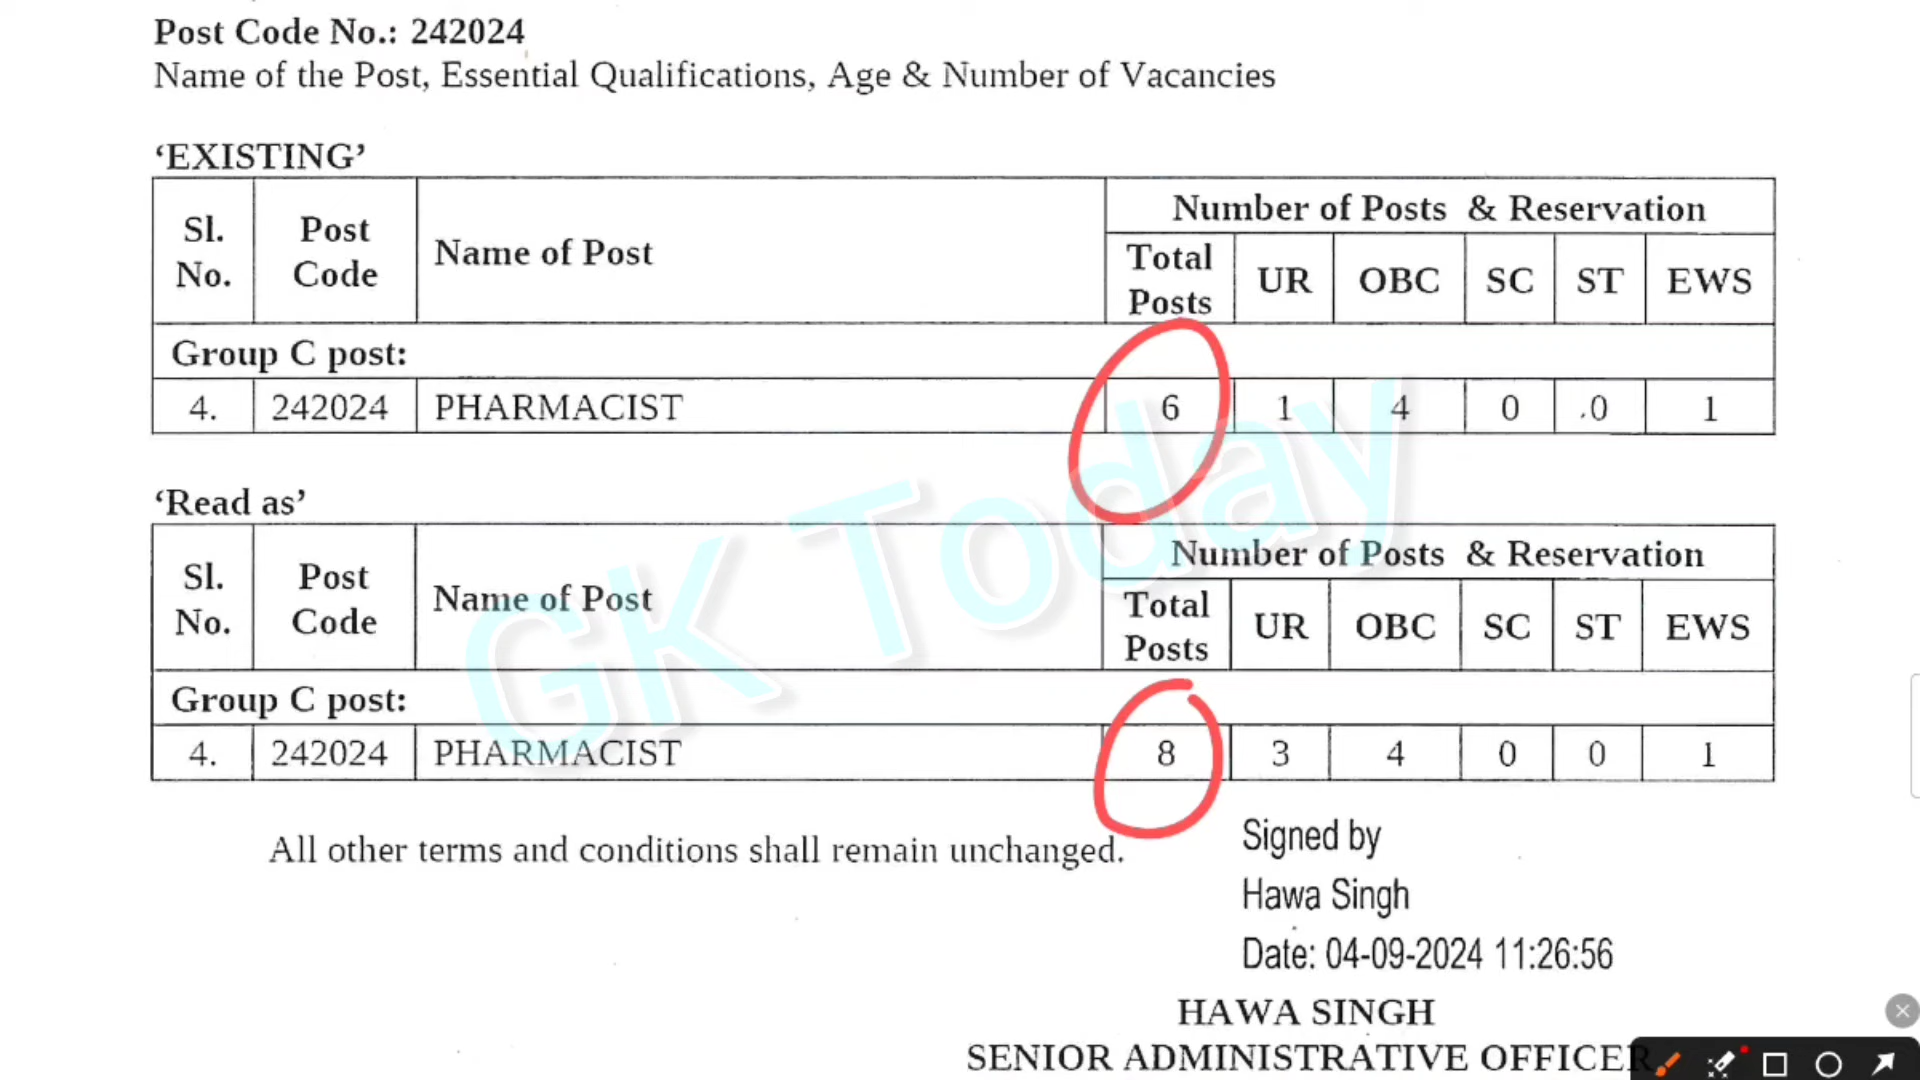 Post Code No.: 242024
Name of the Post, Essential Qualifications, Age & Number of Vacancies
‘EXISTING’
Sl. No. Post Code Name of Post Number of Posts & Reservation
Total Posts UR OBC SC ST EWS
Group C post:
4. 242024 PHARMACIST 6 1 4 0 0 1
‘Read as’
Sl. No. Post Code Name of Post Number of Posts & Reservation
Total Posts UR OBC SC ST EWS
Group C post:
4. 242024 PHARMACIST 8 3 4 0 0 1
GK Today
All other terms and conditions shall remain unchanged.
Signed by
Hawa Singh
Date: 04-09-2024 11:26:56
HAWA SINGH
SENIOR ADMINISTRATIVE OFFICER